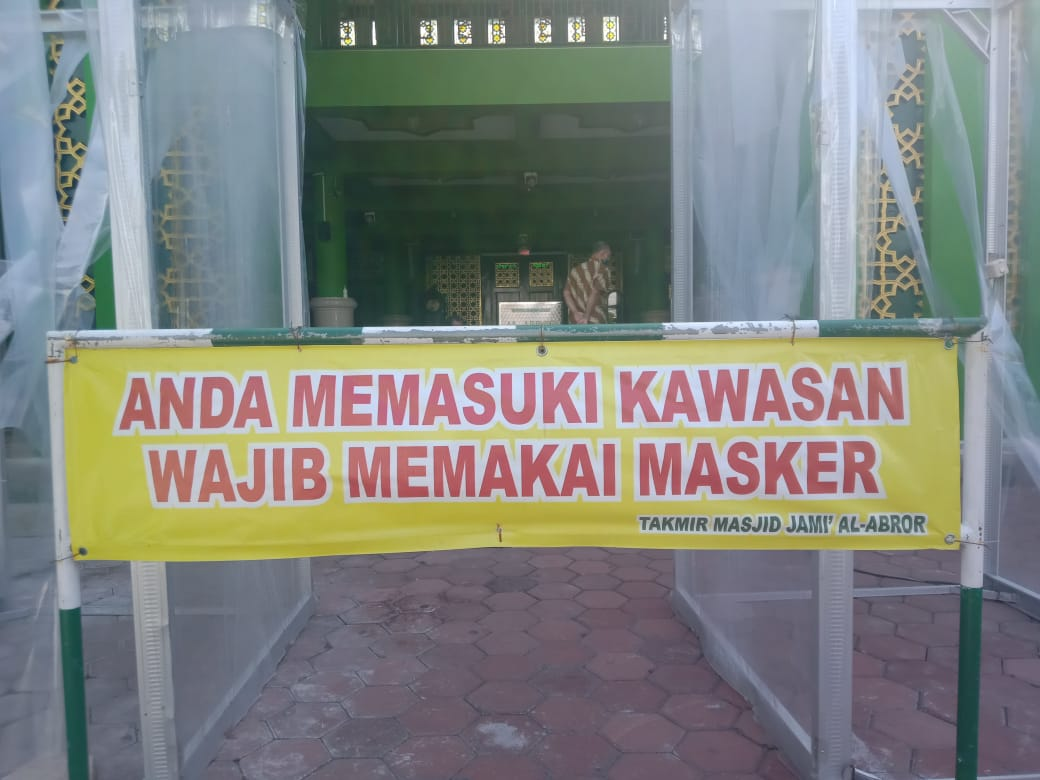 ANDA MEMASUKI KAWASAN
WAJIB MEMAKAI MASKER
TAKMIR MASJID JAMI' AL-ABROR